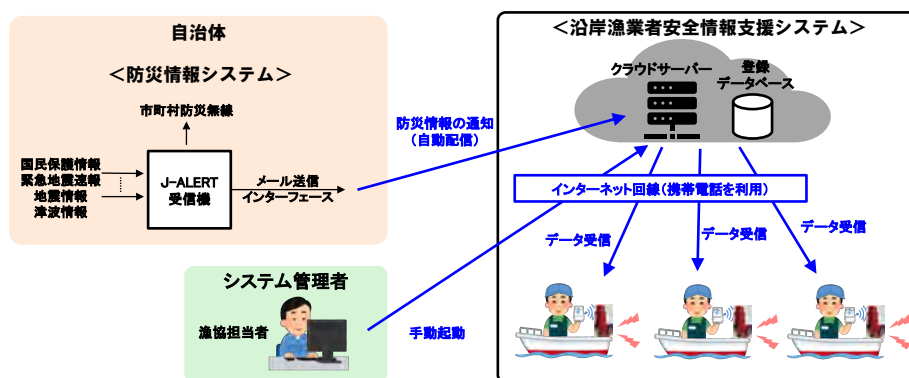 自治体
<防災情報システム>
市町村防災無線
国民保護情報
緊急地震速報
地震情報
津波情報
J-ALERT
受信機
メール送信
インターフェース
防災情報の通知
(自動配信)
システム管理者
漁協担当者
手動起動
<沿岸漁業者安全情報支援システム>
クラウドサーバー
登録
データベース
インターネット回線(携帯電話を利用)
データ受信
データ受信
データ受信